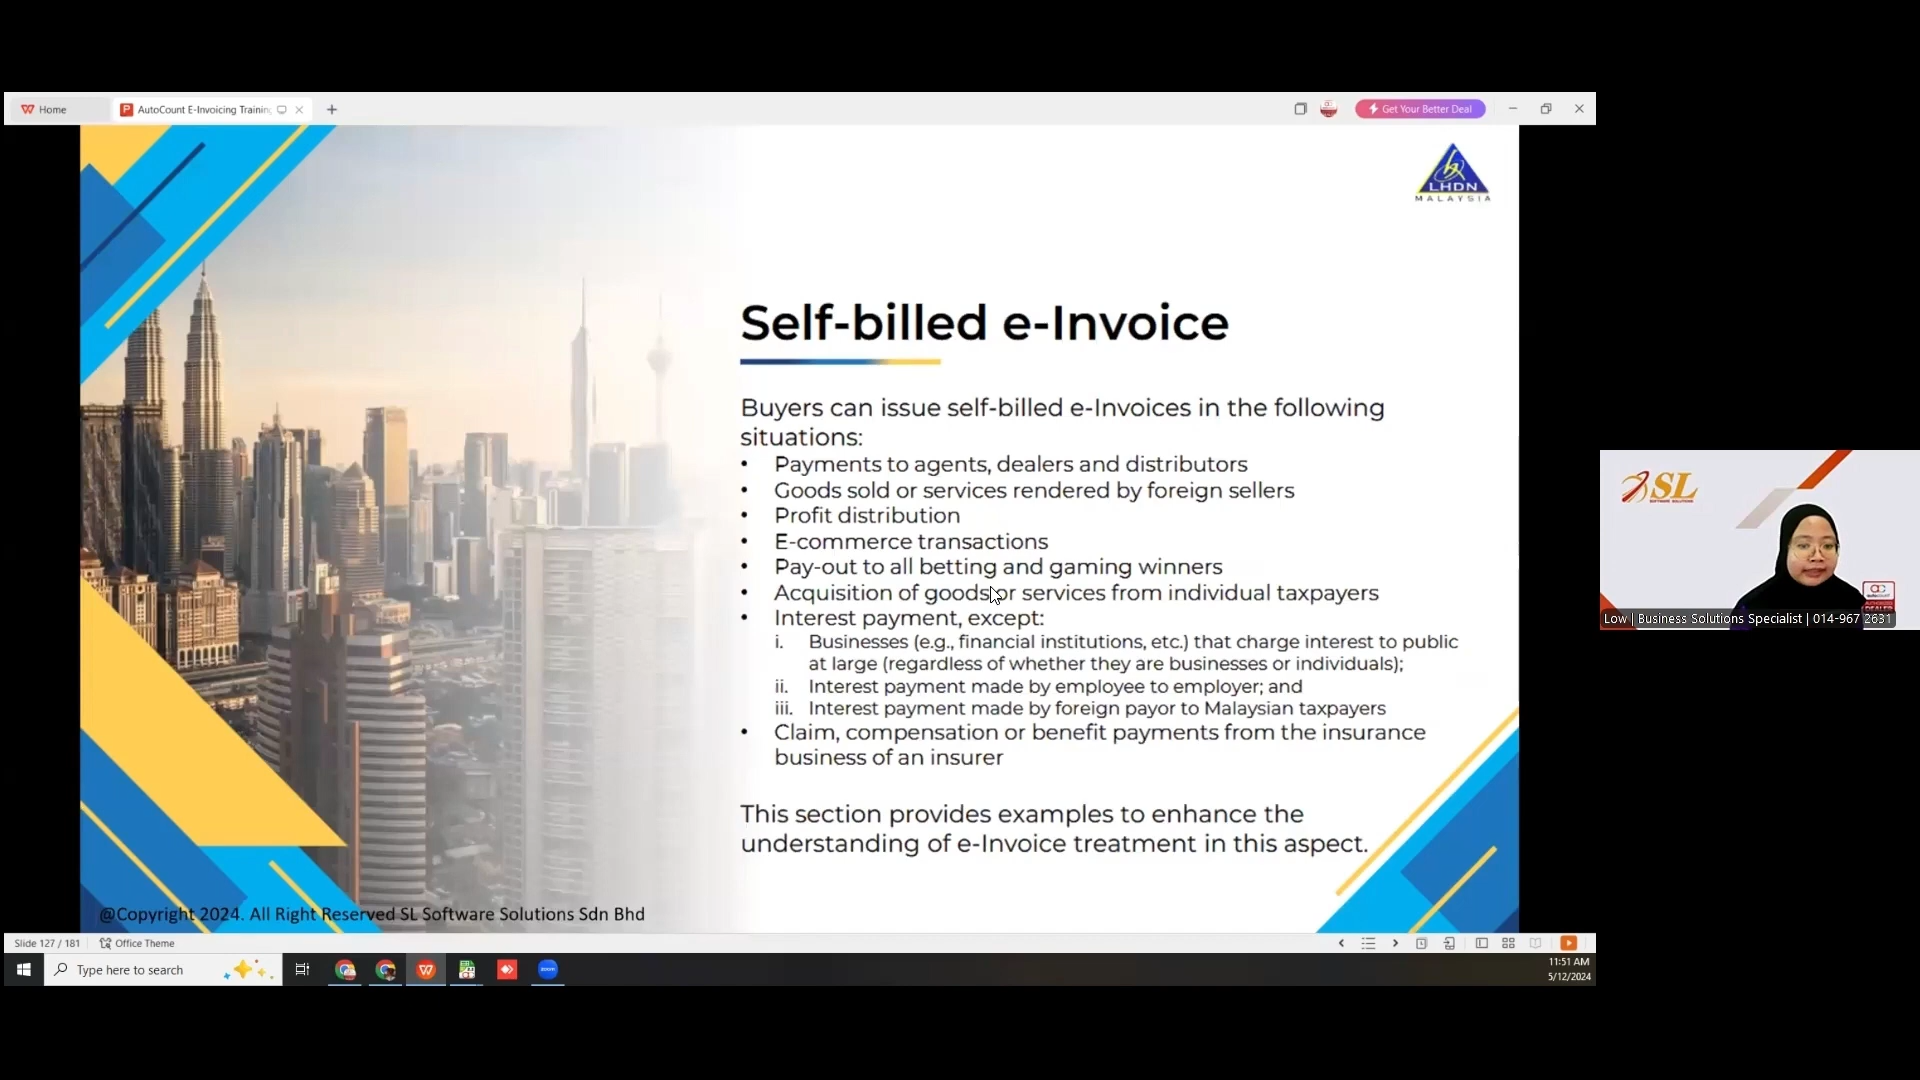 Home
AutoCount E-Invoicing Training
Get Your Better Deal
LHDN
MALAYSIA
Self-billed e-Invoice
Buyers can issue self-billed e-Invoices in the following
situations:
• Payments to agents, dealers and distributors
• Goods sold or services rendered by foreign sellers
• Profit distribution
• E-commerce transactions
• Pay-out to all betting and gaming winners
• Acquisition of goods or services from individual taxpayers
• Interest payment, except:
i. Businesses (e.g., financial institutions, etc.) that charge interest to public
at large (regardless of whether they are businesses or individuals);
ii. Interest payment made by employee to employer; and
iii. Interest payment made by foreign payor to Malaysian taxpayers
• Claim, compensation or benefit payments from the insurance
business of an insurer
This section provides examples to enhance the
understanding of e-Invoice treatment in this aspect.
@Copyright 2024. All Right Reserved SL Software Solutions Sdn Bhd
SL
SOFTWARE SOLUTIONS
Low | Business Solutions Specialist | 014-967 2631
Slide 127 / 181
Office Theme
Type here to search
zoom
11:51 AM
5/12/2024